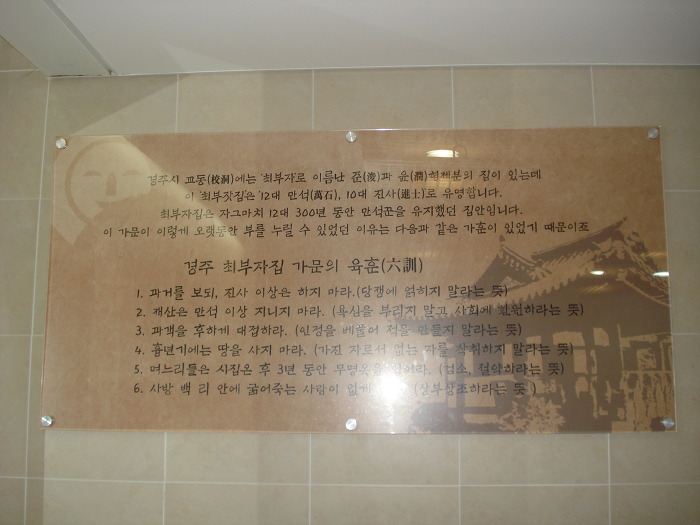 경주시 교동(校洞)에는 '최부자'로 이름난 준(浚)과 윤(潤)형제분의 집이 있는데
이 '최부잣집'은 '12대 만석(萬石), 10대 진사(進士)'로 유명합니다.
최부자집은 자그마치 12대 300년 동안 만석꾼을 유지했던 집안입니다.
이 가문이 이렇게 오랫동안 부를 누릴 수 있었던 이유는 다음과 같은 가훈이 있었기 때문이죠
경주 최부자집 가문의 육훈(六訓)
1. 과거를 보되, 진사 이상은 하지 마라.(당쟁에 얽히지 말라는 뜻)
2. 재산은 만석 이상 지니지 마라. (욕심을 부리지 말고 사회에 환원하라는 뜻)
3. 과객을 후하게 대접하라. (인정을 베풀어 적을 만들지 말라는 뜻)
4. 흉년기에는 땅을 사지 마라. (가진 자로서 없는 자를 착취하지 말라는 뜻)
5. 며느리들은 시집온 후 3년 동안 무명옷을 입어라. (검소, 절약하라는 뜻)
6. 사방 백 리 안에 굶어죽는 사람이 없게 (상부상조하라는 뜻)